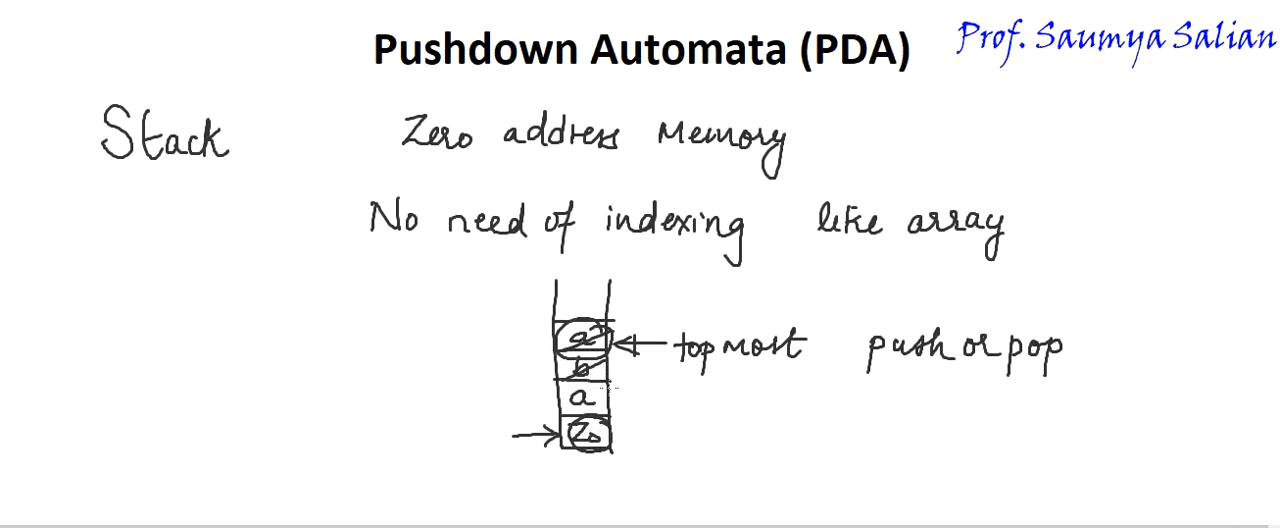 Pushdown Automata (PDA) Prof. Saumya Salian
Stack Zero address Memory
No need of indexing like array
a ← topmost push or pop
b
a
→ Z₀